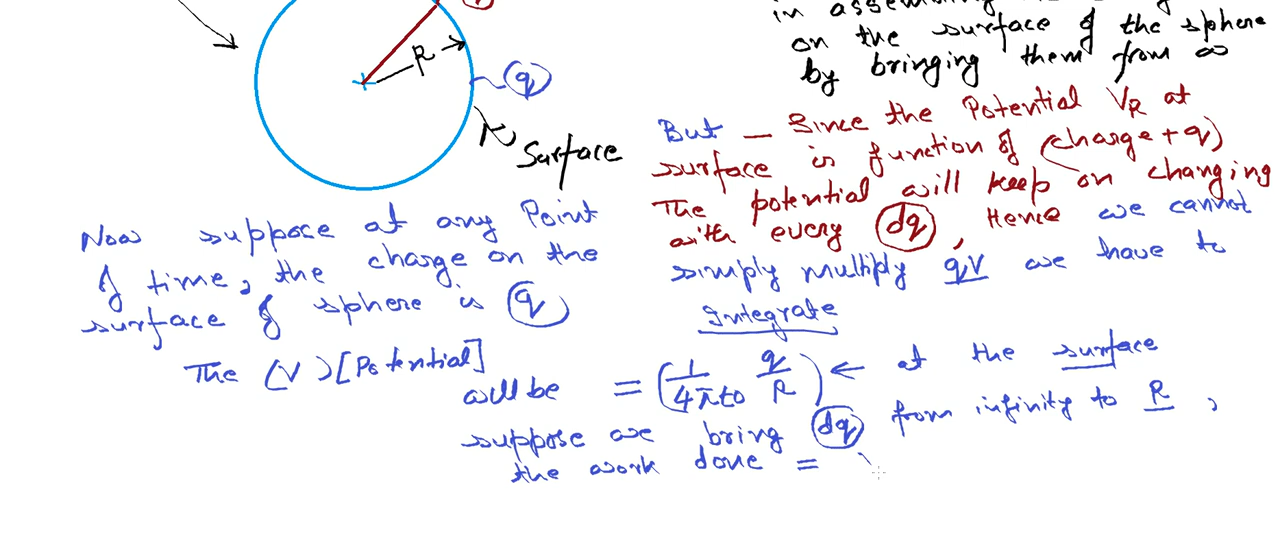 in
on the surface of the sphere
by bringing them from ∞
R
q
Surface
But — Since the Potential V_R at
surface is function of (charge + q)
The potential will keep on changing
with every dq, Hence we cannot
simply multiply qV we have to
Integrate
Now suppose at any Point
of time, the charge on the
surface of sphere is q
The (V) [Potential]
will be = (1/4πε0 q/R) ← at the surface
suppose we bring dq from infinity to R,
the work done =